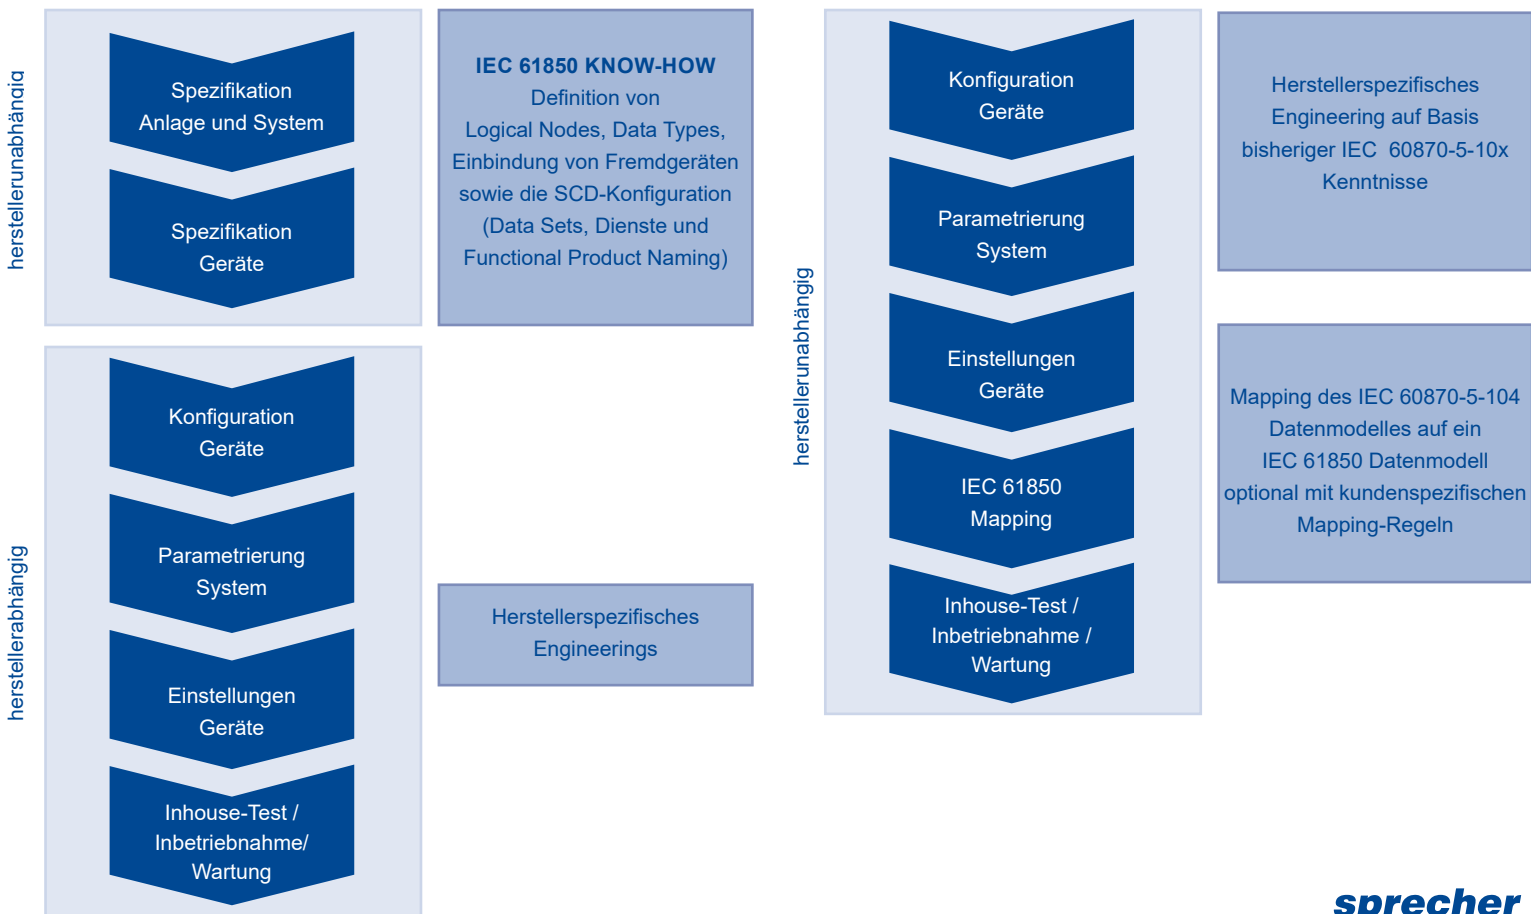 herstellerunabhängig
Spezifikation
Anlage und System
Spezifikation
Geräte
IEC 61850 KNOW-HOW
Definition von
Logical Nodes, Data Types,
Einbindung von Fremdgeräten
sowie die SCD-Konfiguration
(Data Sets, Dienste und
Functional Product Naming)
herstellerabhängig
Konfiguration
Geräte
Parametrierung
System
Einstellungen
Geräte
Inhouse-Test /
Inbetriebnahme/
Wartung
Herstellerspezifisches
Engineerings
herstellerunabhängig
Konfiguration
Geräte
Parametrierung
System
Einstellungen
Geräte
IEC 61850
Mapping
Inhouse-Test /
Inbetriebnahme /
Wartung
Herstellerspezifisches
Engineering auf Basis
bisheriger IEC 60870-5-10x
Kenntnisse
Mapping des IEC 60870-5-104
Datenmodelles auf ein
IEC 61850 Datenmodell
optional mit kundenspezifischen
Mapping-Regeln
sprecher